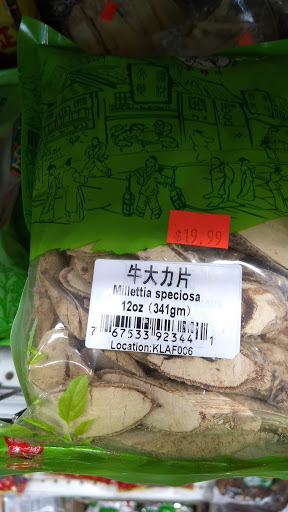 $19.99
牛大力片
Millettia speciosa
12oz (341gm)
7 67533 92344 1
Location:KLAF006